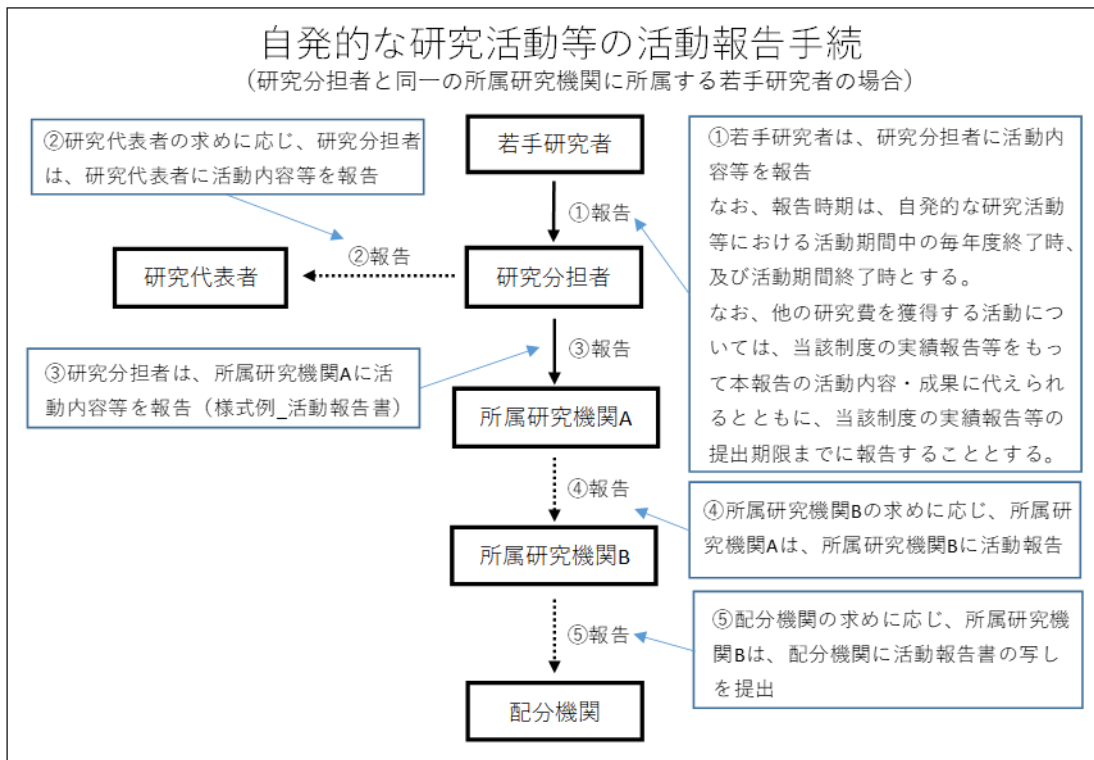 自発的な研究活動等の活動報告手続
(研究分担者と同一の所属研究機関に所属する若手研究者の場合)
②研究代表者の求めに応じ、研究分担者
は、研究代表者に活動内容等を報告
若手研究者
①報告
①若手研究者は、研究分担者に活動内
容等を報告
なお、報告時期は、自発的な研究活動
等における活動期間中の毎年度終了時、
及び活動期間終了時とする。
なお、他の研究費を獲得する活動につ
いては、当該制度の実績報告等をもっ
て本報告の活動内容・成果に代えられ
るとともに、当該制度の実績報告等の
提出期限までに報告することとする。
②報告
研究代表者
研究分担者
③報告
③研究分担者は、所属研究機関Aに活
動内容等を報告（様式例_活動報告書）
所属研究機関A
④報告
④所属研究機関Bの求めに応じ、所属研
究機関Aは、所属研究機関Bに活動報告
所属研究機関B
⑤報告
⑤配分機関の求めに応じ、所属研究機
関Bは、配分機関に活動報告書の写し
を提出
配分機関